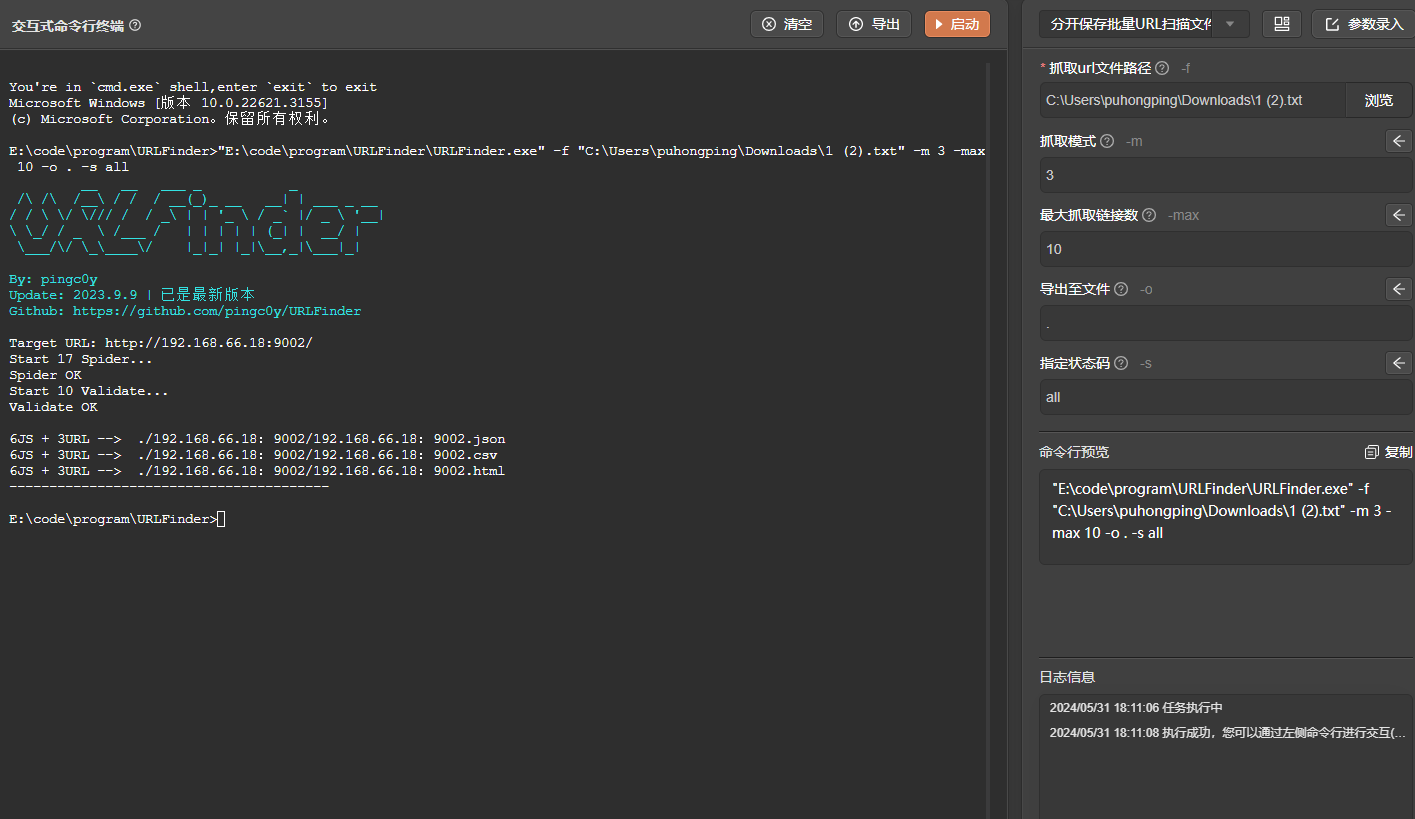 交互式命令行终端
清空
导出
启动
You're in `cmd.exe` shell,enter `exit` to exit
Microsoft Windows [版本 10.0.22621.3155]
(c) Microsoft Corporation。保留所有权利。
E:\code\program\URLFinder>"E:\code\program\URLFinder\URLFinder.exe" -f "C:\Users\puhongping\Downloads\1 (2).txt" -m 3 -max
10 -o . -s all
By: pingc0y
Update: 2023.9.9 | 已是最新版本
Github: https://github.com/pingc0y/URLFinder
Target URL: http://192.168.66.18:9002/
Start 17 Spider...
Spider OK
Start 10 Validate...
Validate OK
6JS + 3URL --> ./192.168.66.18：9002/192.168.66.18：9002.json
6JS + 3URL --> ./192.168.66.18：9002/192.168.66.18：9002.csv
6JS + 3URL --> ./192.168.66.18：9002/192.168.66.18：9002.html
----------------------------------------
E:\code\program\URLFinder>
分开保存批量URL扫描文件
参数录入
* 抓取url文件路径 -f
C:\Users\puhongping\Downloads\1 (2).txt
浏览
抓取模式 -m
3
最大抓取链接数 -max
10
导出至文件 -o
.
指定状态码 -s
all
命令行预览
复制
"E:\code\program\URLFinder\URLFinder.exe" -f
"C:\Users\puhongping\Downloads\1 (2).txt" -m 3 -
max 10 -o . -s all
日志信息
2024/05/31 18:11:06 任务执行中
2024/05/31 18:11:08 执行成功，您可以通过左侧命令行进行交互(...